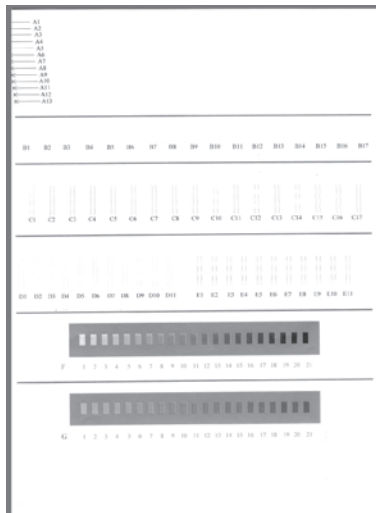 A1
A2
A3
A4
A5
A6
A7
A8
A9
A10
A11
A12
A13
B1 B2 B3 B4 B5 B6 B7 B8 B9 B10 B11 B12 B13 B14 B15 B16 B17
C1 C2 C3 C4 C5 C6 C7 C8 C9 C10 C11 C12 C13 C14 C15 C16 C17
D1 D2 D3 D4 D5 D6 D7 D8 D9 D10 D11 E1 E2 E3 E4 E5 E6 E7 E8 E9 E10 E11
F 1 2 3 4 5 6 7 8 9 10 11 12 13 14 15 16 17 18 19 20 21
G 1 2 3 4 5 6 7 8 9 10 11 12 13 14 15 16 17 18 19 20 21